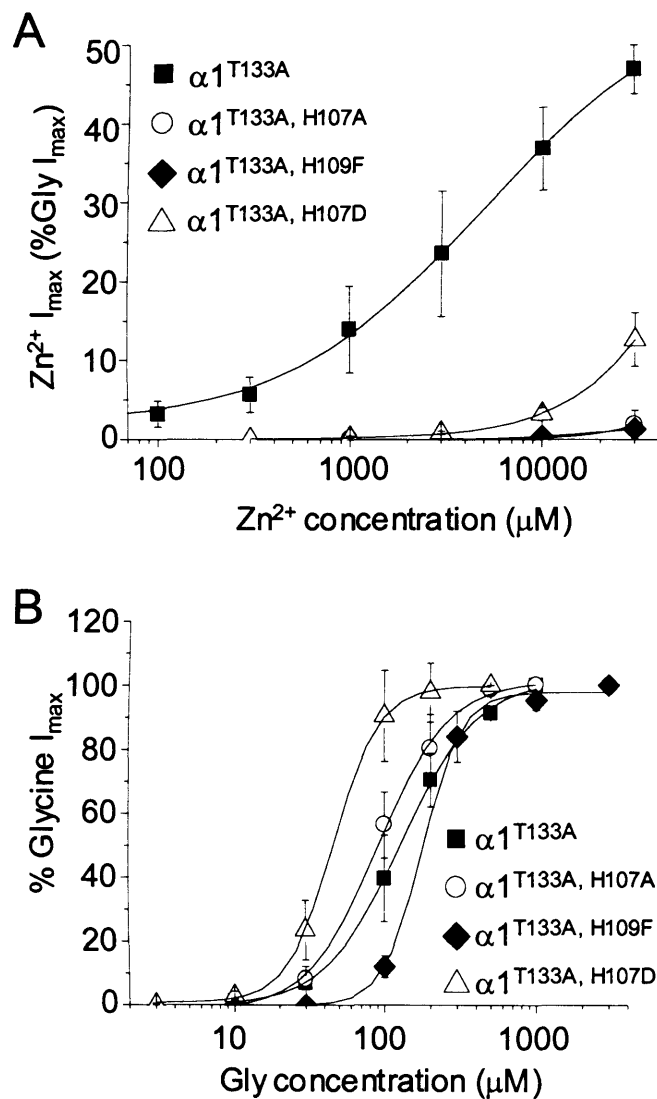 A
50
40
30
20
10
0
Zn²⁺ Iₘₐₓ (%Gly Iₘₐₓ)
α1ᵀ¹³³ᴬ
α1ᵀ¹³³ᴬ, ᴴ¹⁰⁷ᴬ
α1ᵀ¹³³ᴬ, ᴴ¹⁰⁹F
α1ᵀ¹³³ᴬ, ᴴ¹⁰⁷ᴰ
100 1000 10000
Zn²⁺ concentration (μM)
B
120
100
80
60
40
20
0
% Glycine Iₘₐₓ
α1ᵀ¹³³ᴬ
α1ᵀ¹³³ᴬ, ᴴ¹⁰⁷ᴬ
α1ᵀ¹³³ᴬ, ᴴ¹⁰⁹F
α1ᵀ¹³³ᴬ, ᴴ¹⁰⁷ᴰ
10 100 1000
Gly concentration (μM)